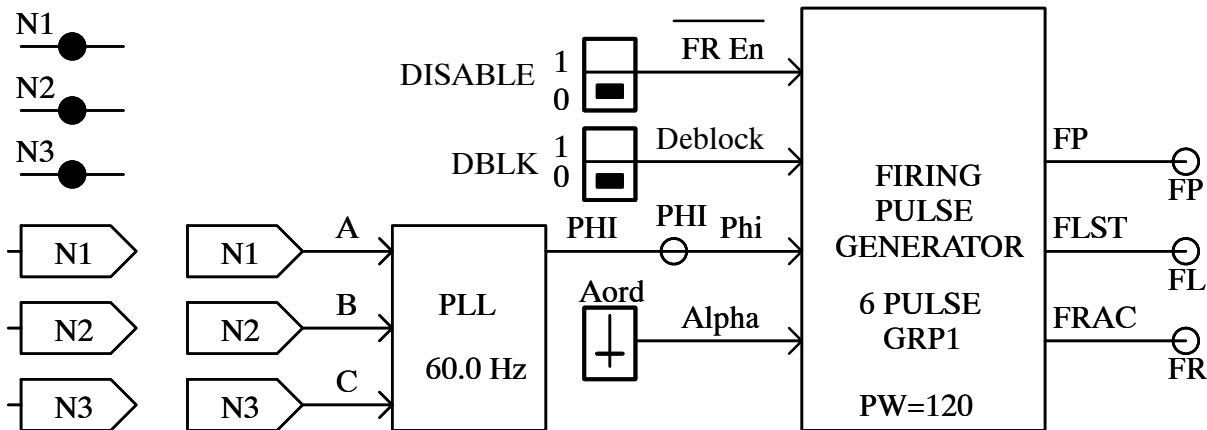 N1
N2
N3
N1
N2
N3
N1
N2
N3
A
B
C
PLL
60.0 Hz
PHI
PHI
Phi
DISABLE
1
0
FR En
DBLK
1
0
Deblock
Aord
Alpha
FIRING
PULSE
GENERATOR
6 PULSE
GRP1
PW=120
FP
FP
FLST
FL
FRAC
FR